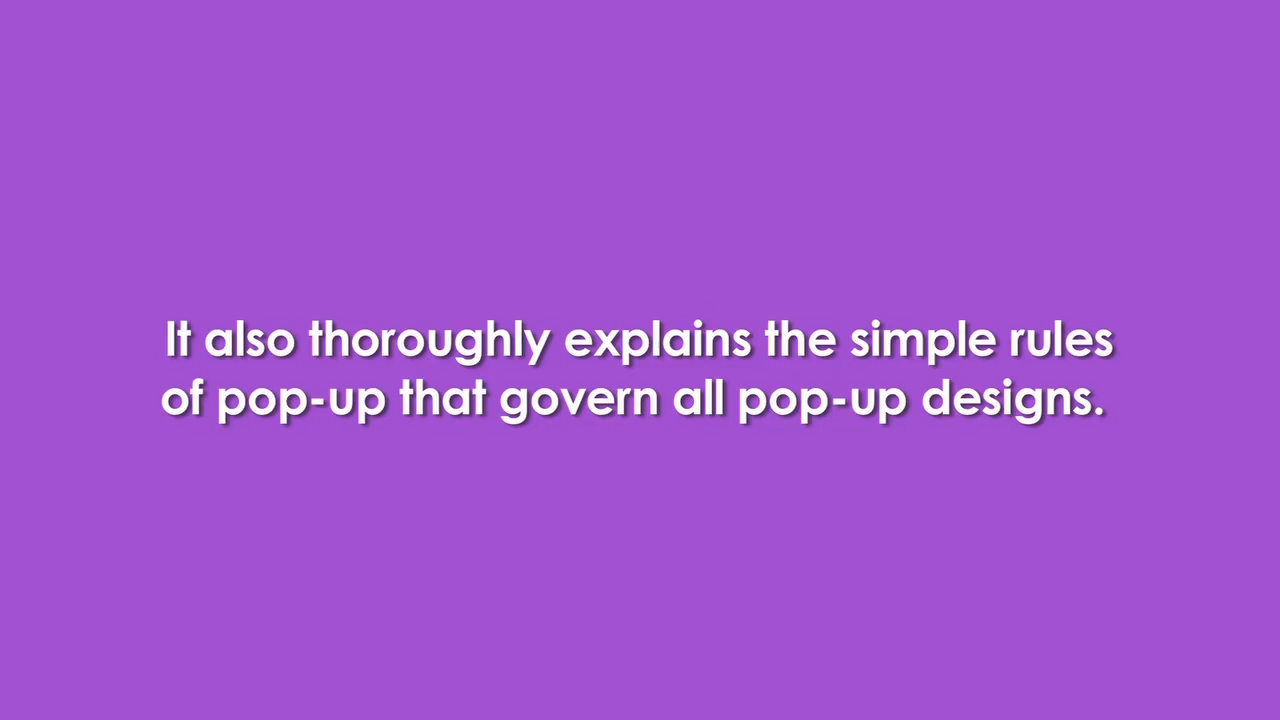 It also thoroughly explains the simple rules
of pop-up that govern all pop-up designs.